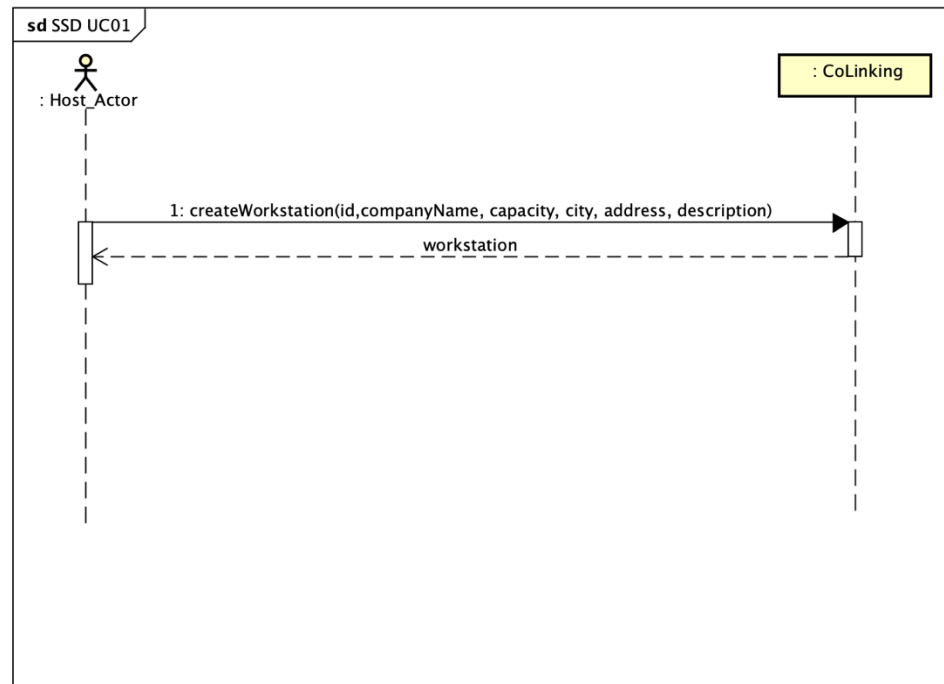 sd SSD UC01
: Host_Actor
: CoLinking
1: createWorkstation(id,companyName, capacity, city, address, description)
workstation